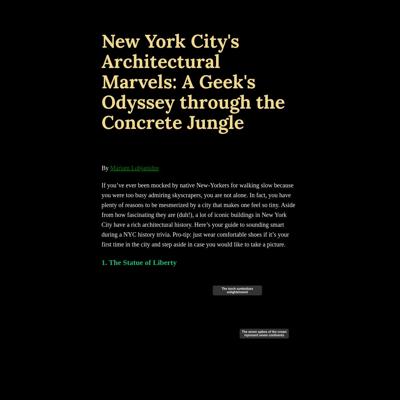 New York City's
Architectural
Marvels: A Geek's
Odyssey through the
Concrete Jungle
By Mariam Lobjanidze
If you've ever been mocked by native New-Yorkers for walking slow because
you were too busy admiring skyscrapers, you are not alone. In fact, you have
plenty of reasons to be mesmerized by a city that makes one feel so tiny. Aside
from how fascinating they are (duh!), a lot of iconic buildings in New York
City have a rich architectural history. Here's your guide to sounding smart
during a NYC history trivia. Pro-tip: just wear comfortable shoes if it's your
first time in the city and step aside in case you would like to take a picture.
1. The Statue of Liberty
The torch symbolizes
enlightenment
The seven spikes of the crown
represent seven continents